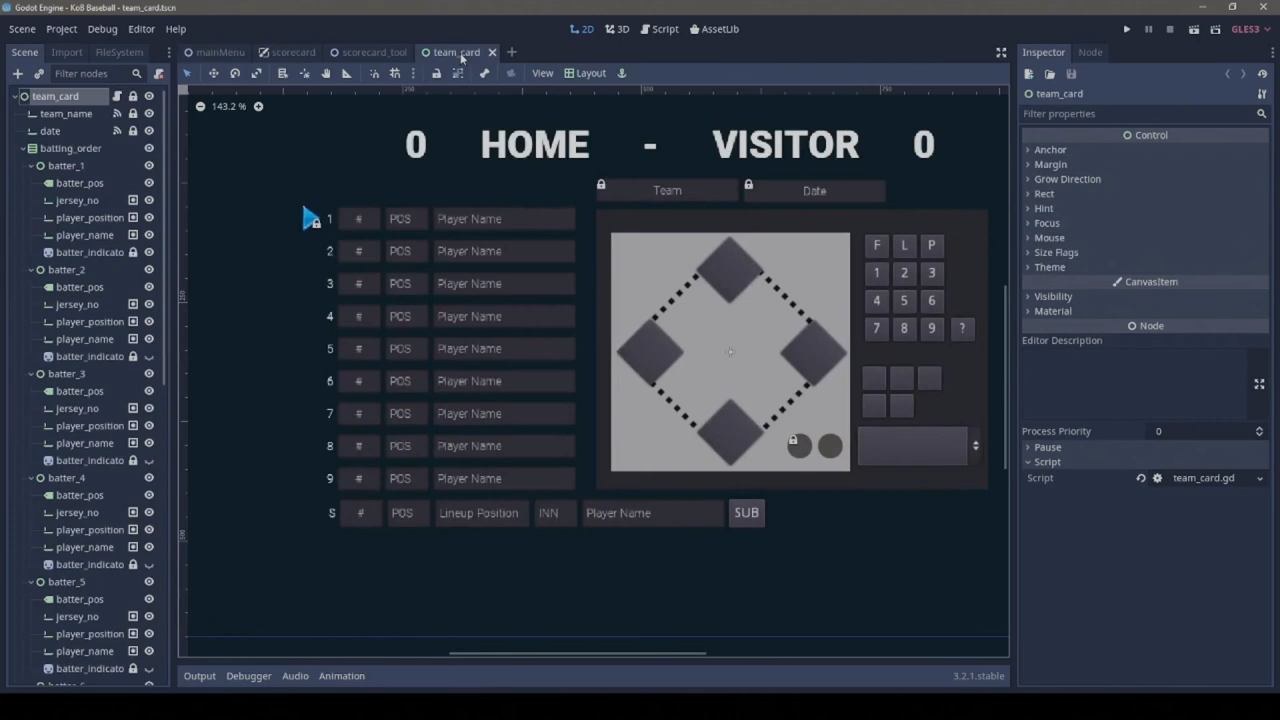 Godot Engine - KoB Baseball - team_card.tscn
Scene Project Debug Editor Help
2D 3D Script AssetLib
GLES3
Scene Import FileSystem
mainMenu scorecard scorecard_tool team_card
Inspector Node
Filter nodes
View Layout
team_card
team_name
date
batting_order
batter_1
batter_pos
jersey_no
player_position
player_name
batter_indicato
batter_2
batter_pos
jersey_no
player_position
player_name
batter_indicato
batter_3
batter_pos
jersey_no
player_position
player_name
batter_indicato
batter_4
batter_pos
jersey_no
player_position
player_name
batter_indicato
batter_5
batter_pos
jersey_no
player_position
player_name
batter_indicato
143.2 %
250 500 750
250
500
0 HOME - VISITOR 0
Team Date
1 # POS Player Name
2 # POS Player Name
3 # POS Player Name
4 # POS Player Name
5 # POS Player Name
6 # POS Player Name
7 # POS Player Name
8 # POS Player Name
9 # POS Player Name
S # POS Lineup Position INN Player Name SUB
F L P
1 2 3
4 5 6
7 8 9 ?
Output Debugger Audio Animation
3.2.1.stable
team_card
Filter properties
Control
Anchor
Margin
Grow Direction
Rect
Hint
Focus
Mouse
Size Flags
Theme
CanvasItem
Visibility
Material
Node
Editor Description
Process Priority 0
Pause
Script
Script team_card.gd